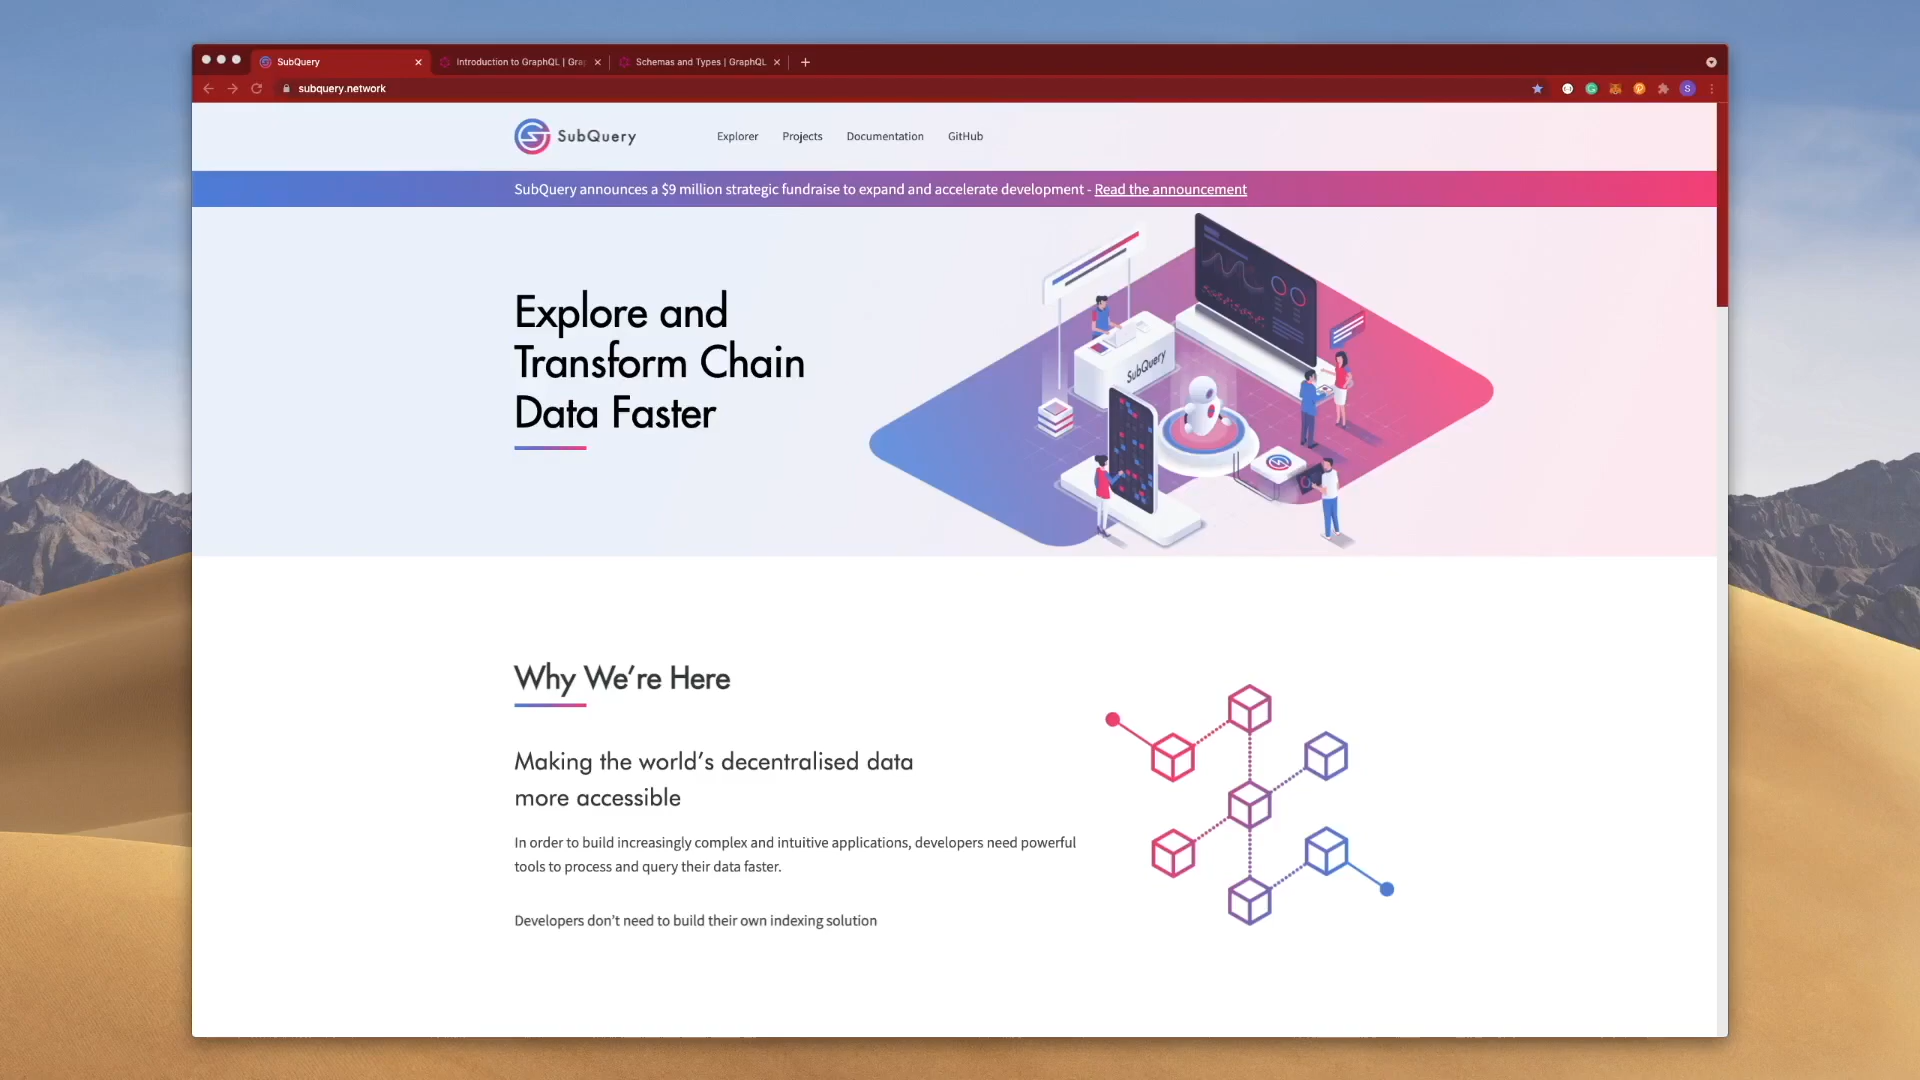 SubQuery
Introduction to GraphQL | Gra
Schemas and Types | GraphQL
subquery.network
S
SubQuery
Explorer
Projects
Documentation
GitHub
SubQuery announces a $9 million strategic fundraise to expand and accelerate development - Read the announcement
Explore and
Transform Chain
Data Faster
SubQuery
Why We’re Here
Making the world’s decentralised data
more accessible
In order to build increasingly complex and intuitive applications, developers need powerful
tools to process and query their data faster.
Developers don’t need to build their own indexing solution